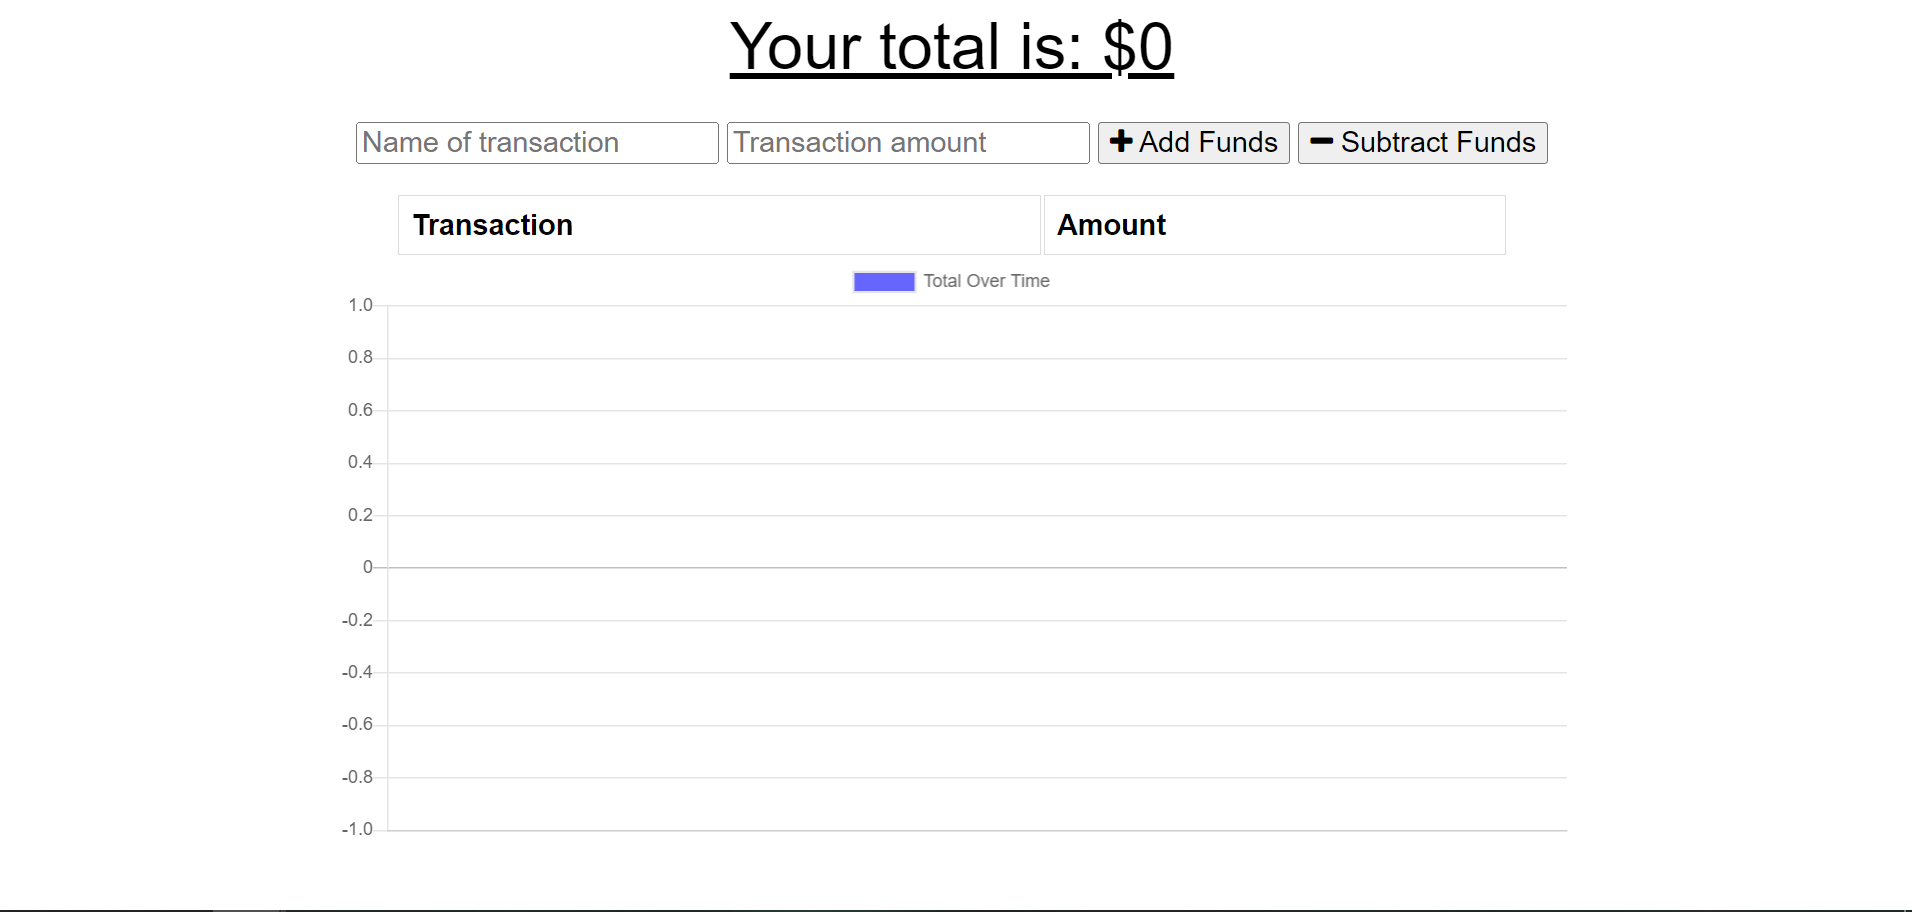 Your total is: $0
Name of transaction Transaction amount Add Funds Subtract Funds
Transaction Amount
Total Over Time
1.0
0.8
0.6
0.4
0.2
0
-0.2
-0.4
-0.6
-0.8
-1.0